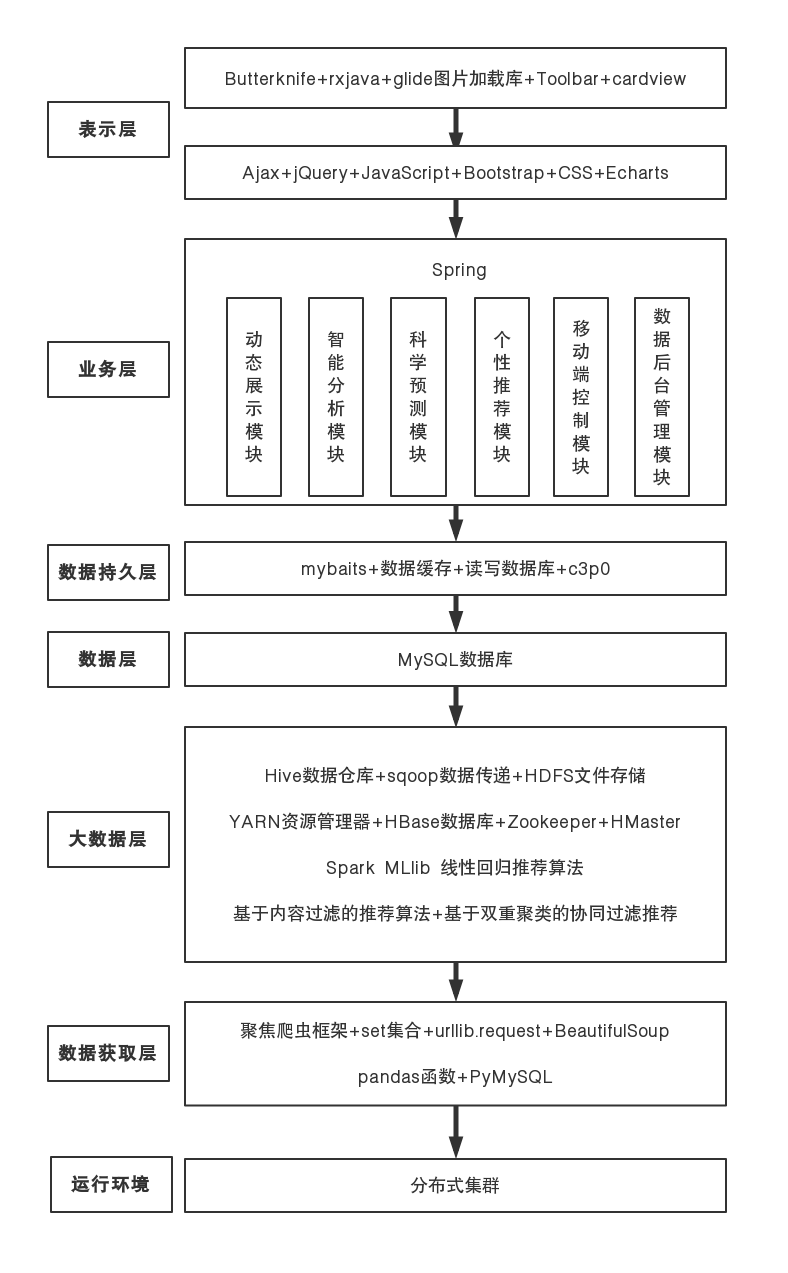 Butterknife+rxjava+glide图片加载库+Toolbar+cardview
表示层
Ajax+jQuery+JavaScript+Bootstrap+CSS+Echarts
Spring
业务层
动态展示模块
智能分析模块
科学预测模块
个性推荐模块
移动端控制模块
数据后台管理模块
数据持久层
mybaits+数据缓存+读写数据库+c3p0
数据层
MySQL数据库
大数据层
Hive数据仓库+sqoop数据传递+HDFS文件存储
YARN资源管理器+HBase数据库+Zookeeper+HMaster
Spark MLlib 线性回归推荐算法
基于内容过滤的推荐算法+基于双重聚类的协同过滤推荐
数据获取层
聚焦爬虫框架+set集合+urllib.request+BeautifulSoup
pandas函数+PyMySQL
运行环境
分布式集群